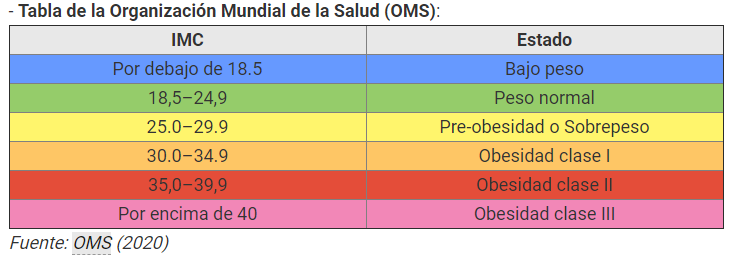 - Tabla de la Organización Mundial de la Salud (OMS):
IMC Estado
Por debajo de 18.5 Bajo peso
18,5–24,9 Peso normal
25.0–29.9 Pre-obesidad o Sobrepeso
30.0–34.9 Obesidad clase I
35,0–39,9 Obesidad clase II
Por encima de 40 Obesidad clase III
Fuente: OMS (2020)